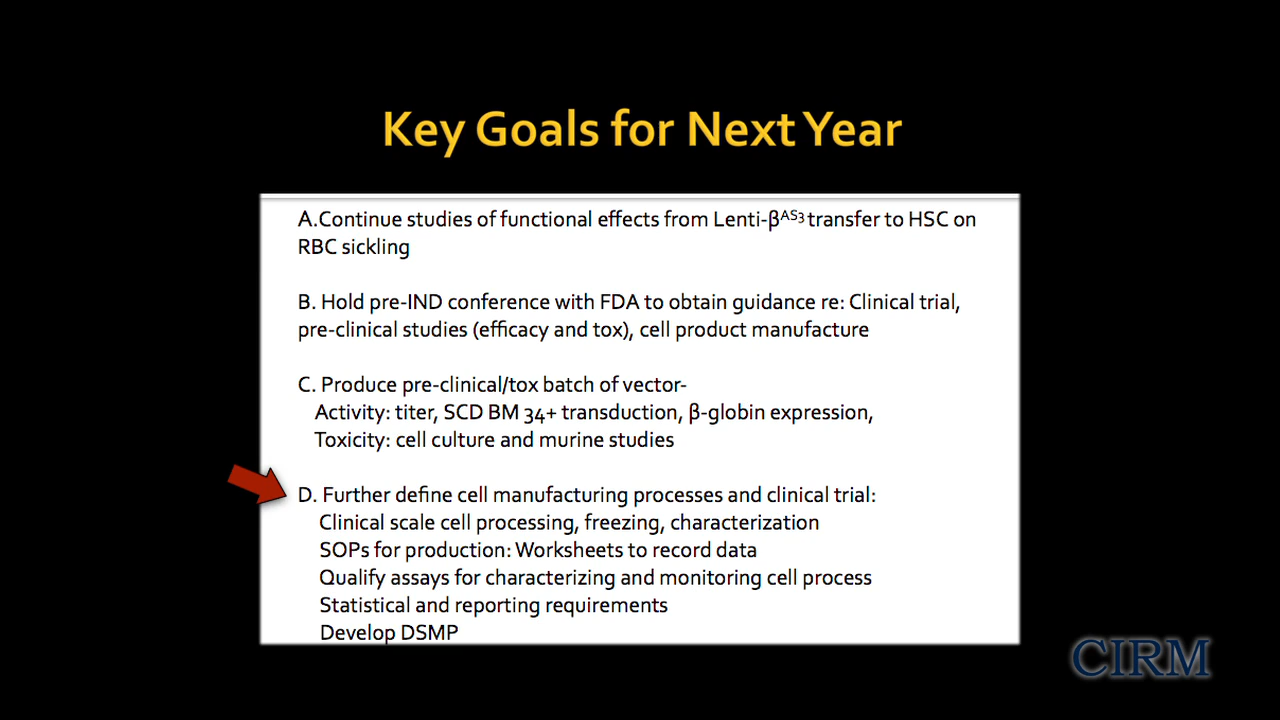 Key Goals for Next Year
A.Continue studies of functional effects from Lenti-βᴬˢ³ transfer to HSC on
RBC sickling
B. Hold pre-IND conference with FDA to obtain guidance re: Clinical trial,
pre-clinical studies (efficacy and tox), cell product manufacture
C. Produce pre-clinical/tox batch of vector-
Activity: titer, SCD BM 34+ transduction, β-globin expression,
Toxicity: cell culture and murine studies
D. Further define cell manufacturing processes and clinical trial:
Clinical scale cell processing, freezing, characterization
SOPs for production: Worksheets to record data
Qualify assays for characterizing and monitoring cell process
Statistical and reporting requirements
Develop DSMP
CIRM